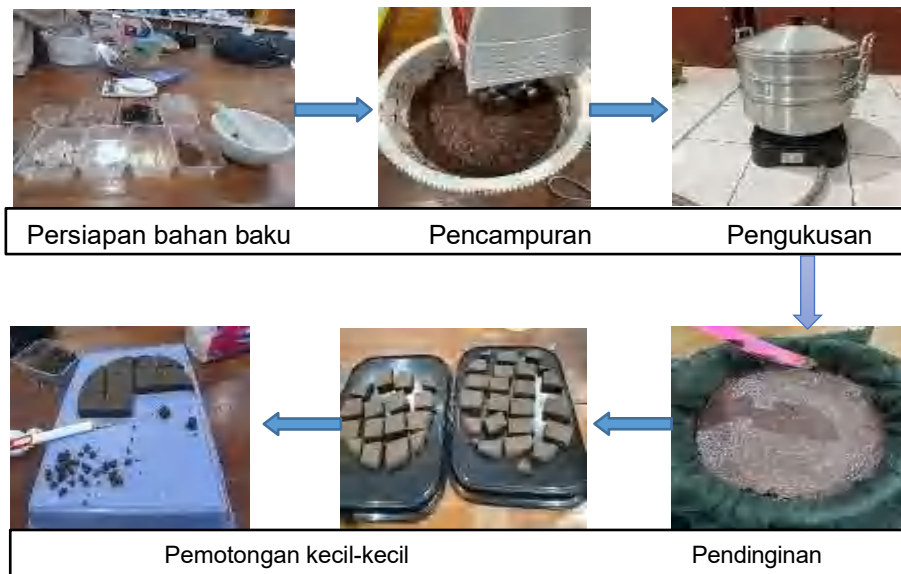 Persiapan bahan baku
Pencampuran
Pengukusan
Pemotongan kecil-kecil
Pendinginan